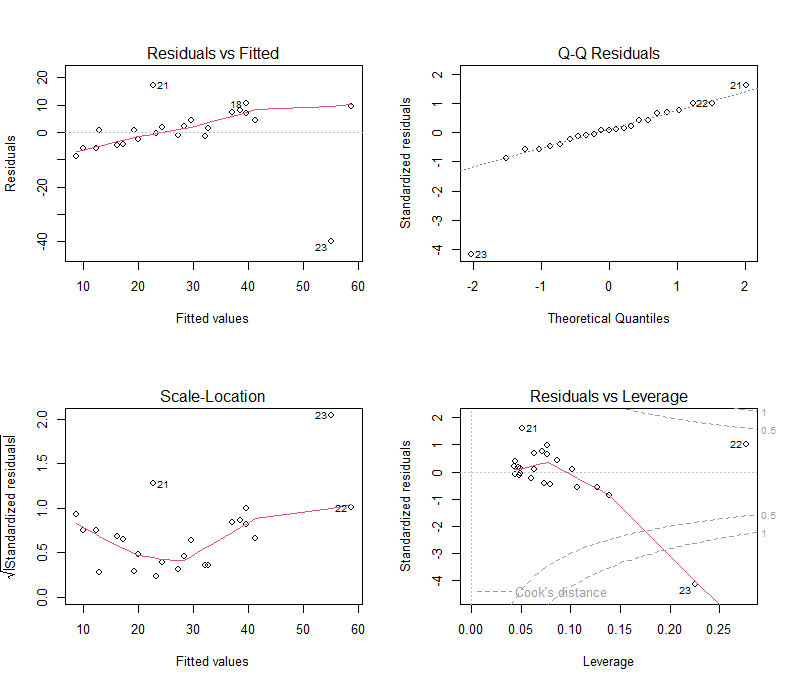 Residuals vs Fitted
Residuals
20
10
0
-20
-40
21
18
23
10 20 30 40 50 60
Fitted values
Q-Q Residuals
Standardized residuals
2
1
0
-1
-2
-3
-4
21
22
23
-2 -1 0 1 2
Theoretical Quantiles
Scale-Location
√|Standardized residuals|
2.0
1.5
1.0
0.5
0.0
23
21
22
10 20 30 40 50 60
Fitted values
Residuals vs Leverage
Standardized residuals
2
1
0
-1
-2
-3
-4
1
0.5
0.5
1
21
22
23
Cook's distance
0.00 0.05 0.10 0.15 0.20 0.25
Leverage